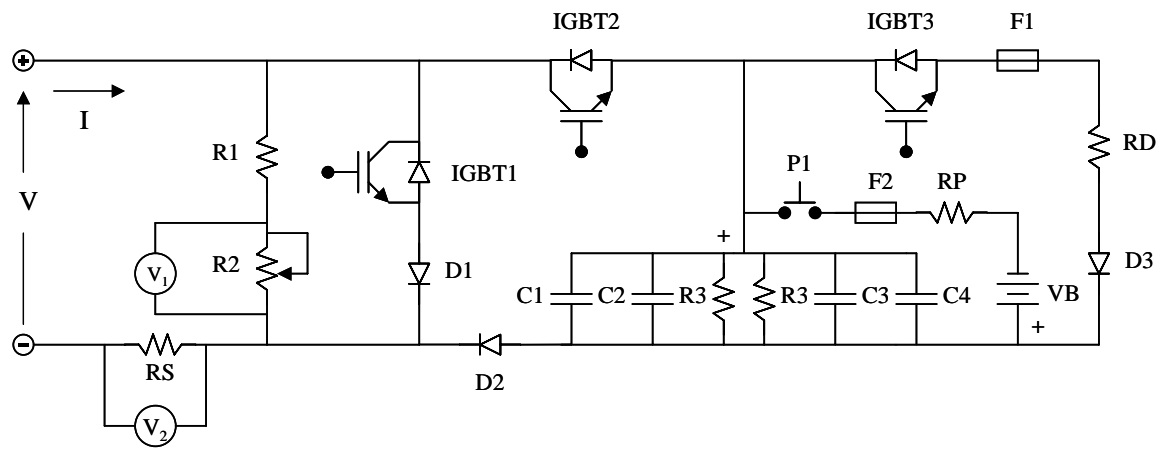 IGBT2 IGBT3 F1
+
I
R1 RD
IGBT1 P1
F2 RP
V
+
V1 R2 D1 D3
C1 C2 R3 R3 C3 C4 VB
+
−
RS
D2
V2